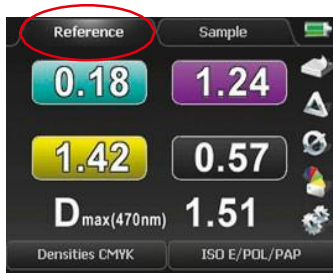 Reference Sample
0.18 1.24
1.42 0.57
Dmax(470nm) 1.51
Densities CMYK ISO E/POL/PAP